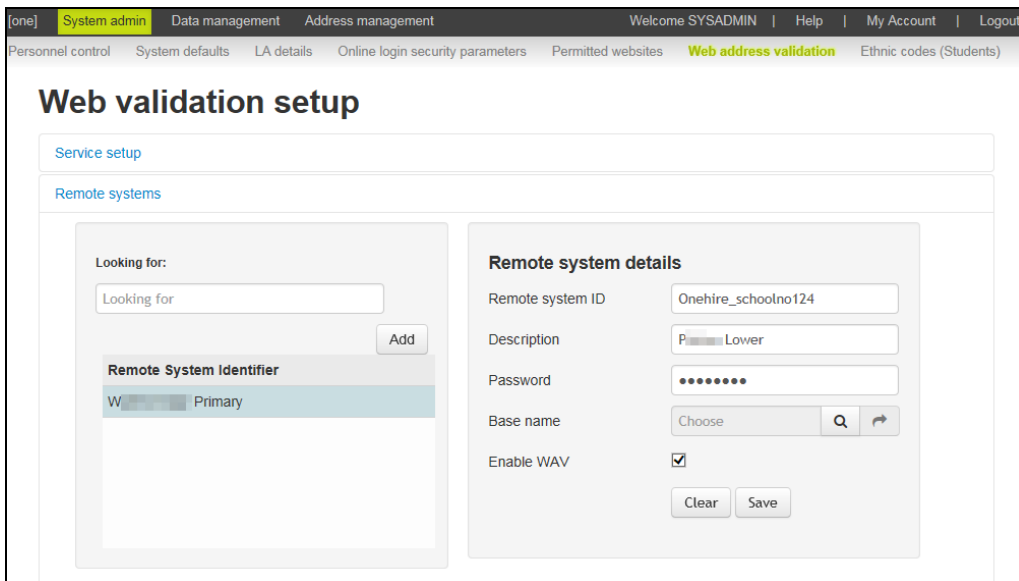 [one] System admin Data management Address management Welcome SYSADMIN | Help | My Account | Logout
Personnel control System defaults LA details Online login security parameters Permitted websites Web address validation Ethnic codes (Students)
Web validation setup
Service setup
Remote systems
Looking for:
Looking for
Add
Remote System Identifier
W Primary
Remote system details
Remote system ID Onehire_schoolno124
Description P Lower
Password ••••••••
Base name Choose
Enable WAV
Clear Save